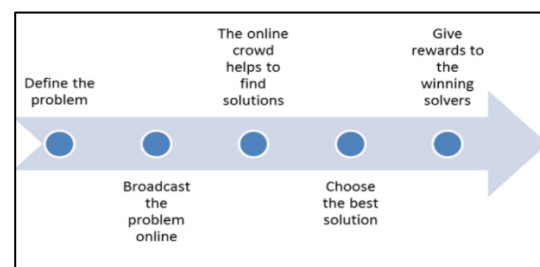 Define the
problem
Broadcast
the
problem
online
The online
crowd
helps to
find
solutions
Choose
the best
solution
Give
rewards to
the
winning
solvers